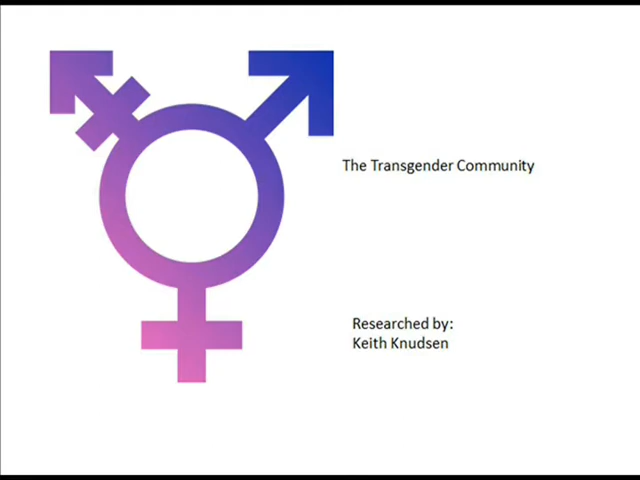 The Transgender Community
Researched by:
Keith Knudsen